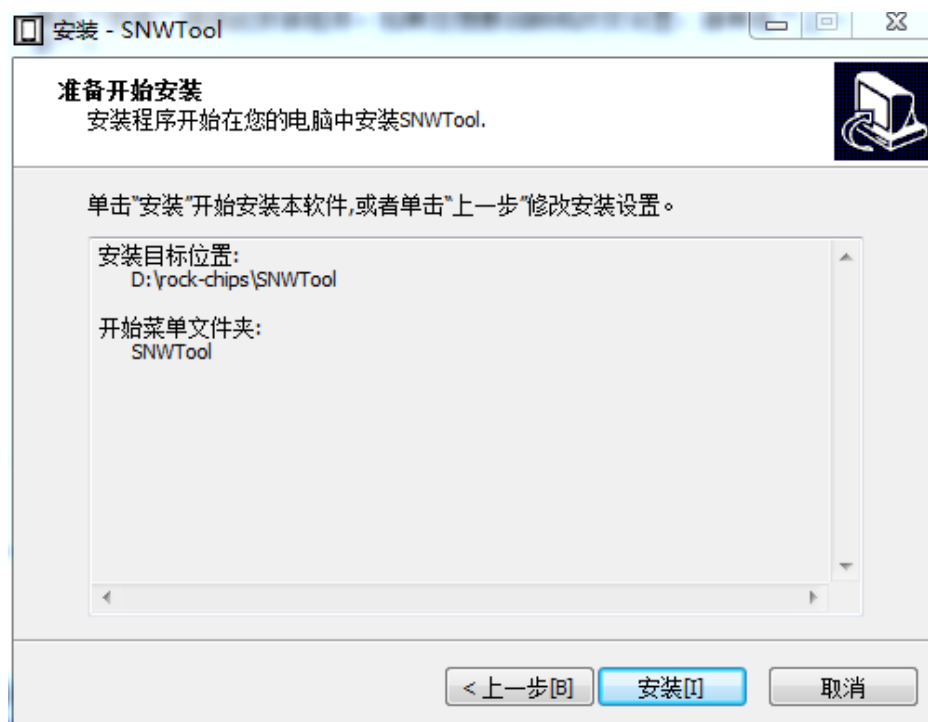 安装 - SNWTool
准备开始安装
安装程序开始在您的电脑中安装SNWTool.
单击"安装"开始安装本软件,或者单击"上一步"修改安装设置。
安装目标位置:
D:\rock-chips\SNWTool
开始菜单文件夹:
SNWTool
< 上一步[B] 安装[I] 取消